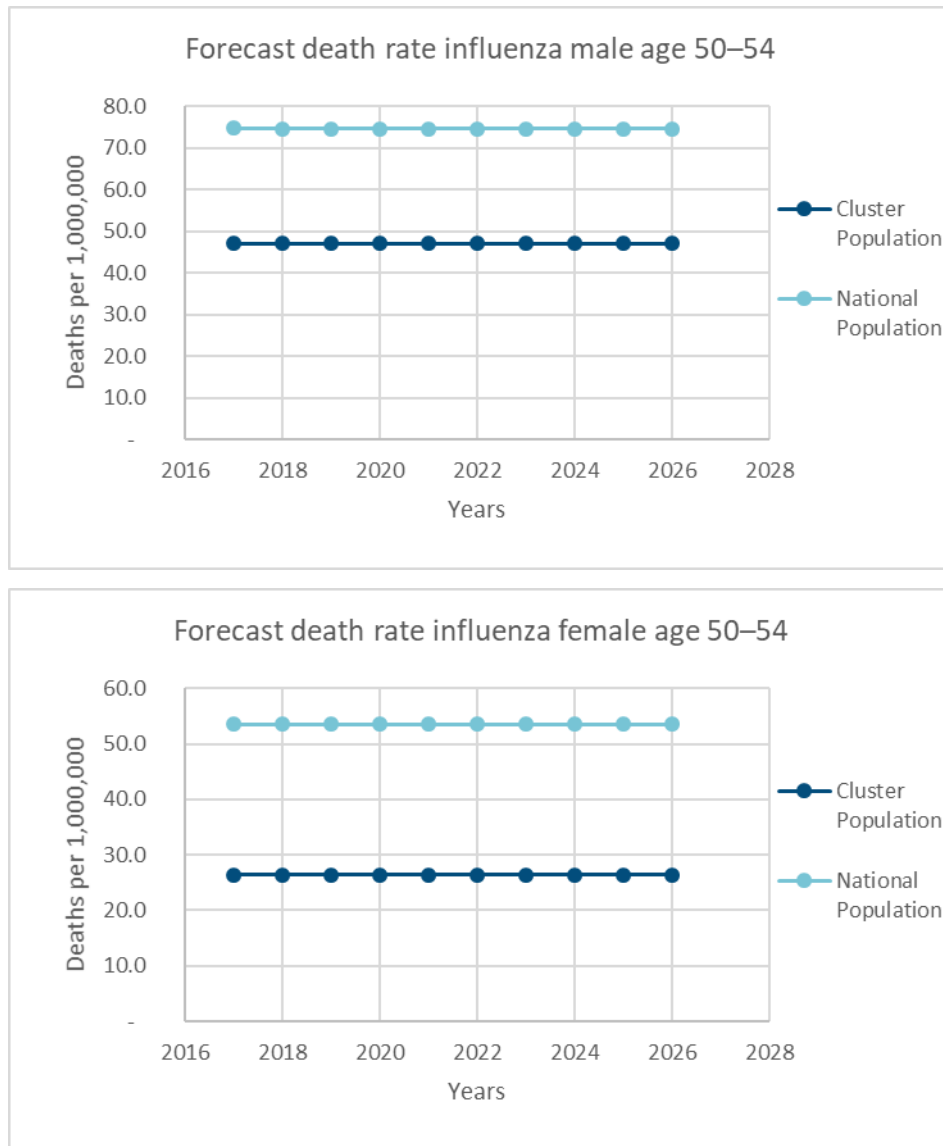 Forecast death rate influenza male age 50–54
80.0
70.0
60.0
50.0
40.0
30.0
20.0
10.0
-
Deaths per 1,000,000
2016 2018 2020 2022 2024 2026 2028
Years
Cluster
Population
National
Population
Forecast death rate influenza female age 50–54
60.0
50.0
40.0
30.0
20.0
10.0
-
Deaths per 1,000,000
2016 2018 2020 2022 2024 2026 2028
Years
Cluster
Population
National
Population